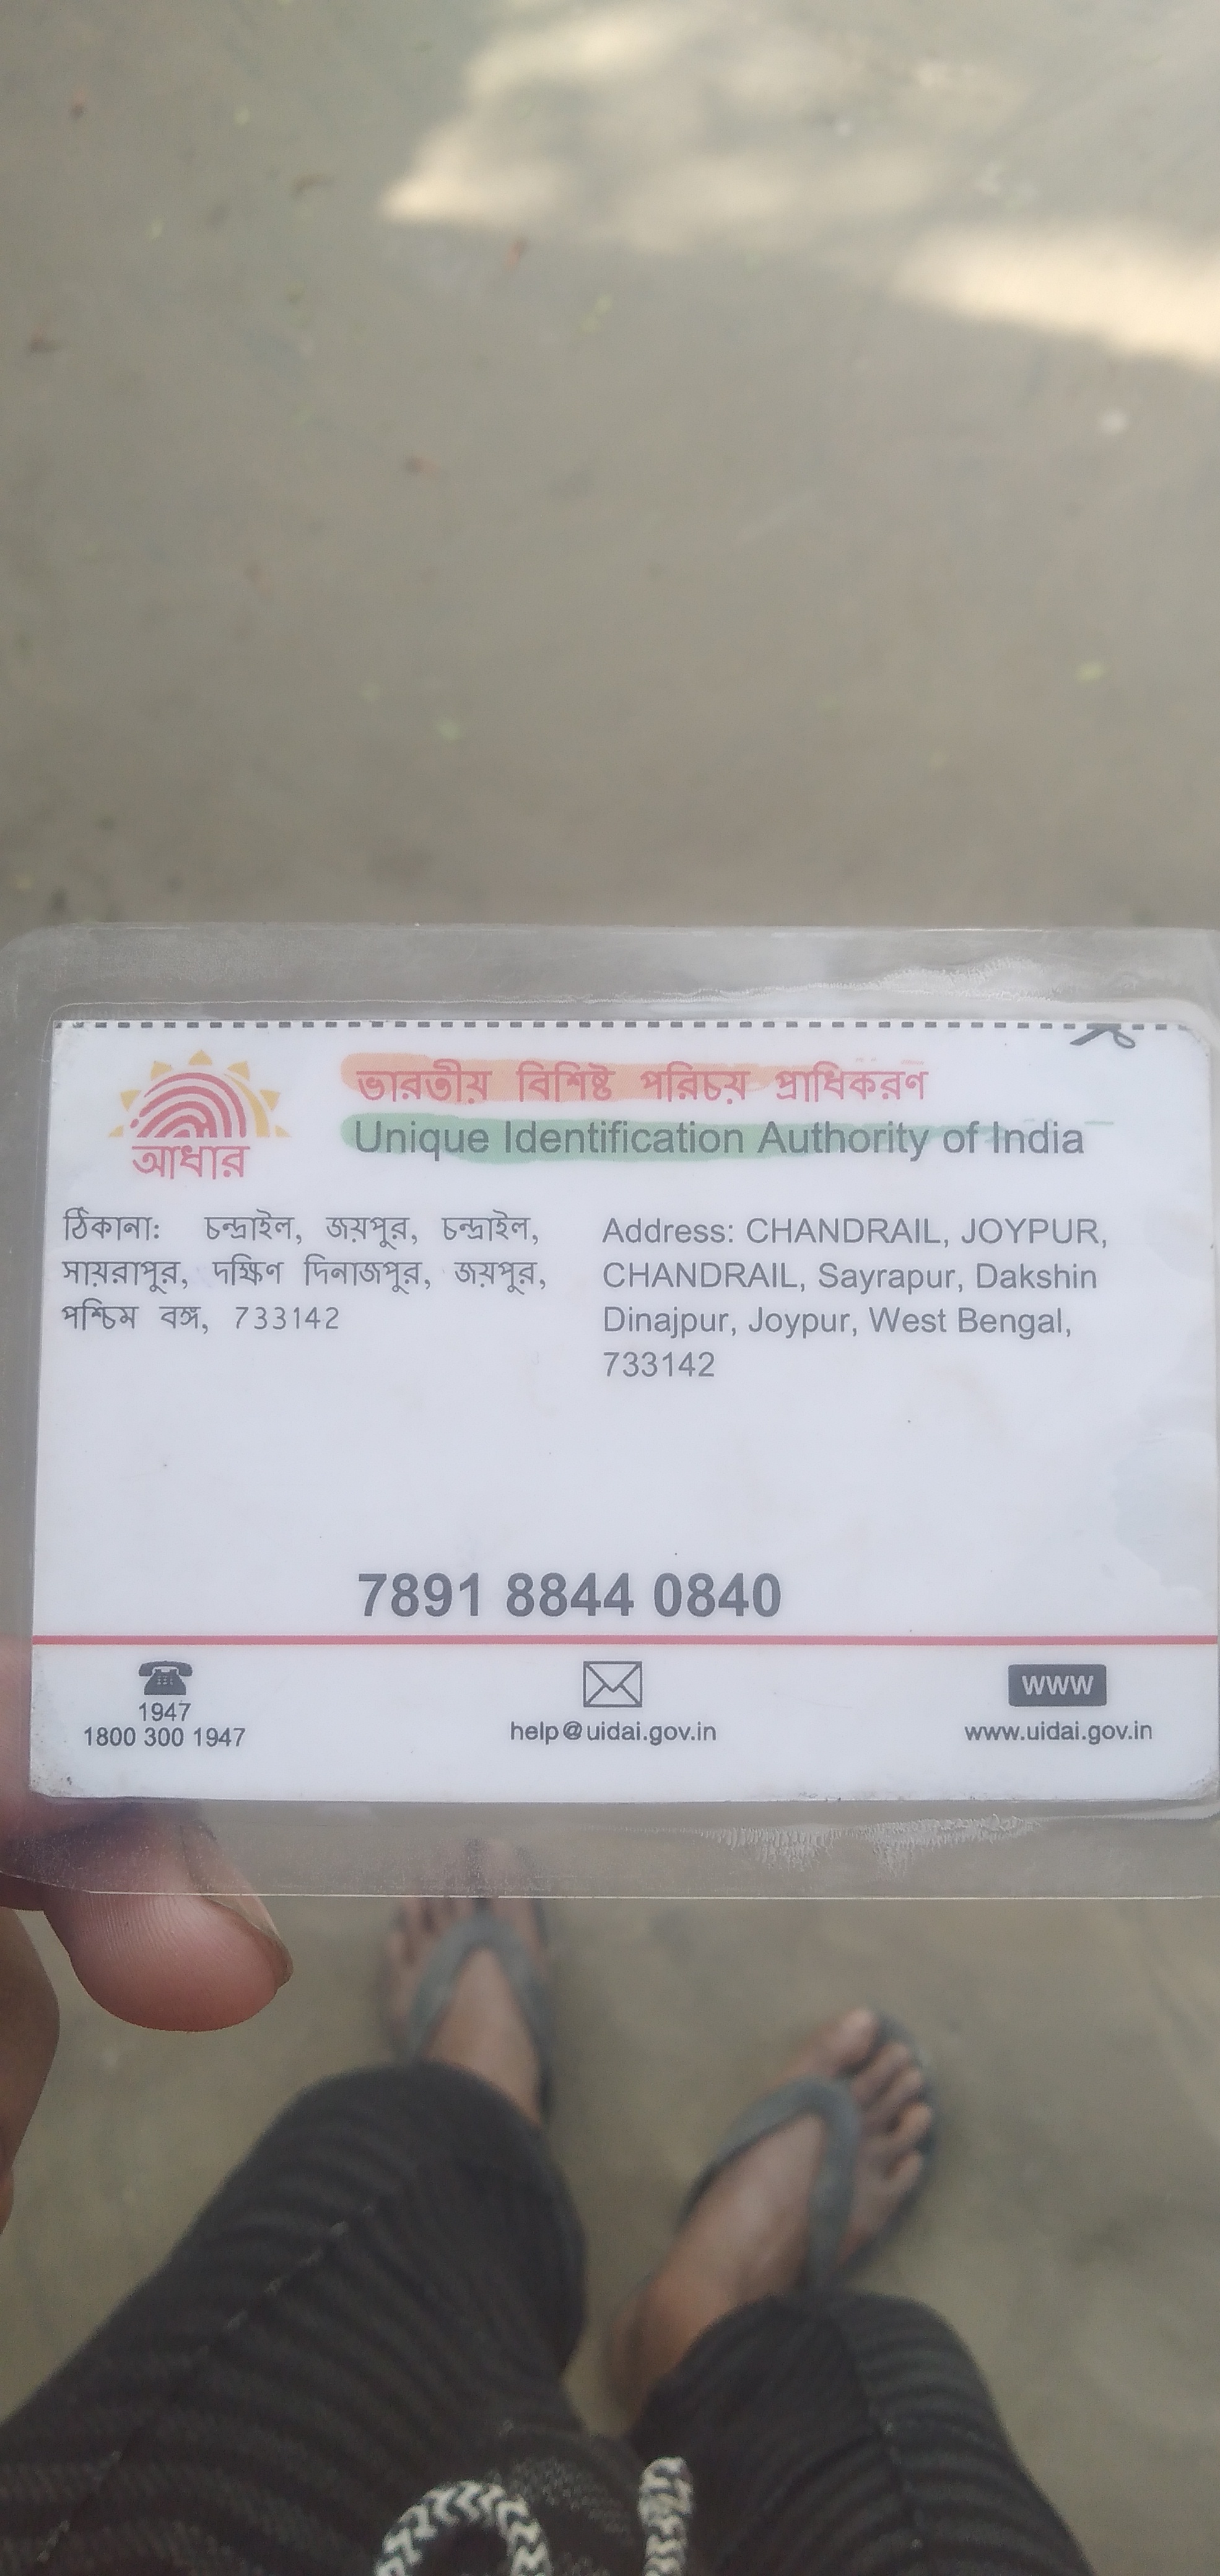 ভারতীয় বিশিষ্ট পরিচয় প্রাধিকরণ
Unique Identification Authority of India
আধার
ঠিকানা: চন্দ্রাইল, জয়পুর, চন্দ্রাইল,
সায়রাপুর, দক্ষিণ দিনাজপুর, জয়পুর,
পশ্চিম বঙ্গ, 733142
Address: CHANDRAIL, JOYPUR,
CHANDRAIL, Sayrapur, Dakshin
Dinajpur, Joypur, West Bengal,
733142
7891 8844 0840
1947
1800 300 1947
help@uidai.gov.in
WWW
www.uidai.gov.in